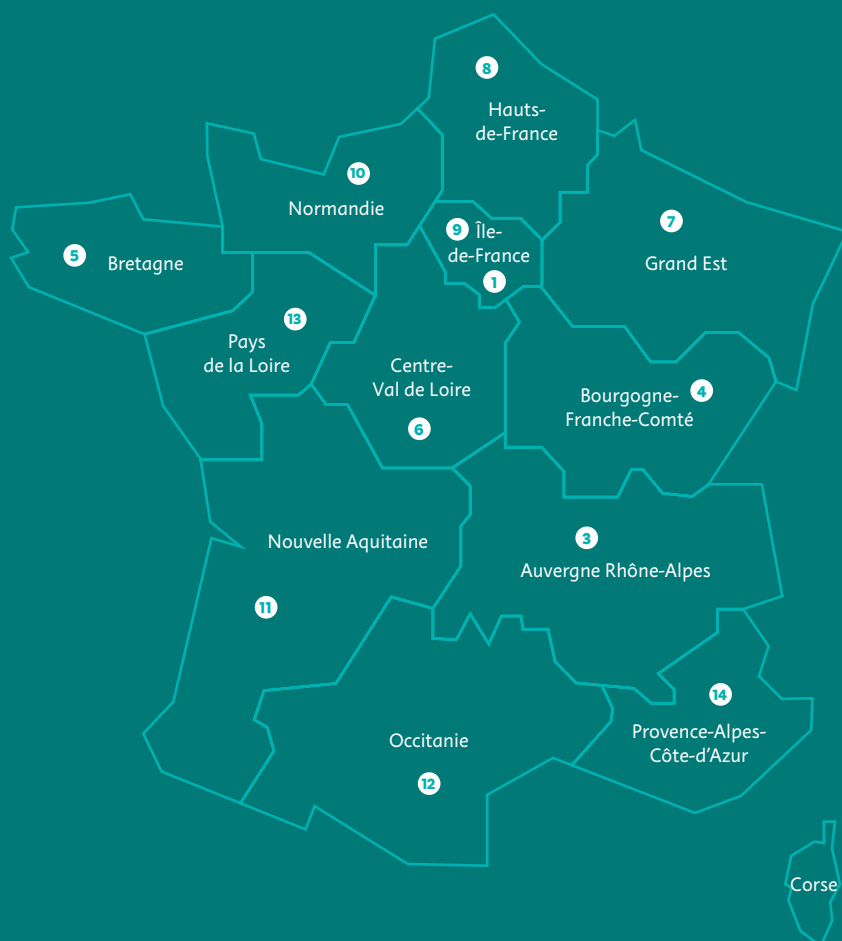 8
Hauts-
de-France
10
Normandie
9 Île-
de-France
1
7
Grand Est
5
Bretagne
13
Pays
de la Loire
Centre-
Val de Loire
6
4
Bourgogne-
Franche-Comté
3
Auvergne Rhône-Alpes
Nouvelle Aquitaine
11
14
Provence-Alpes-
Côte-d'Azur
Occitanie
12
Corse